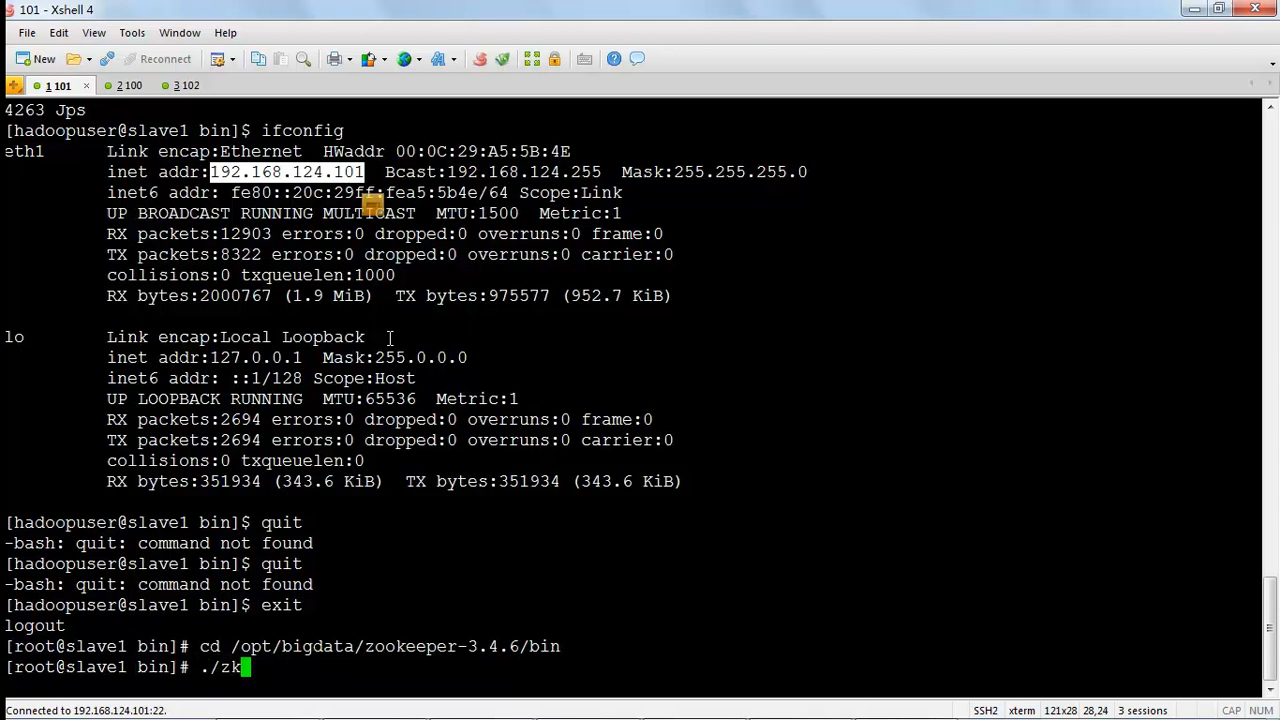 101 - Xshell 4
File Edit View Tools Window Help
New Reconnect
1 101 2 100 3 102
4263 Jps
[hadoopuser@slave1 bin]$ ifconfig
eth1 Link encap:Ethernet HWaddr 00:0C:29:A5:5B:4E
inet addr:192.168.124.101 Bcast:192.168.124.255 Mask:255.255.255.0
inet6 addr: fe80::20c:29ff:fea5:5b4e/64 Scope:Link
UP BROADCAST RUNNING MULTICAST MTU:1500 Metric:1
RX packets:12903 errors:0 dropped:0 overruns:0 frame:0
TX packets:8322 errors:0 dropped:0 overruns:0 carrier:0
collisions:0 txqueuelen:1000
RX bytes:2000767 (1.9 MiB) TX bytes:975577 (952.7 KiB)
lo Link encap:Local Loopback
inet addr:127.0.0.1 Mask:255.0.0.0
inet6 addr: ::1/128 Scope:Host
UP LOOPBACK RUNNING MTU:65536 Metric:1
RX packets:2694 errors:0 dropped:0 overruns:0 frame:0
TX packets:2694 errors:0 dropped:0 overruns:0 carrier:0
collisions:0 txqueuelen:0
RX bytes:351934 (343.6 KiB) TX bytes:351934 (343.6 KiB)
[hadoopuser@slave1 bin]$ quit
-bash: quit: command not found
[hadoopuser@slave1 bin]$ quit
-bash: quit: command not found
[hadoopuser@slave1 bin]$ exit
logout
[root@slave1 bin]# cd /opt/bigdata/zookeeper-3.4.6/bin
[root@slave1 bin]# ./zk
Connected to 192.168.124.101:22. SSH2 xterm 121x28 28,24 3 sessions CAP NUM